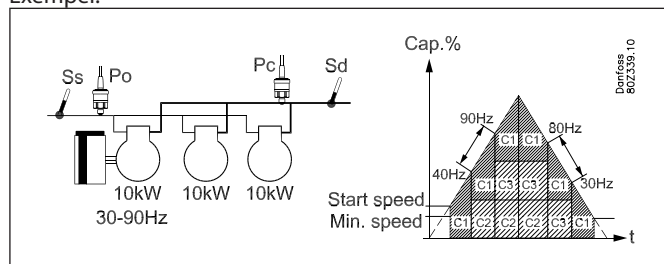 Exempel:
Ss Po Pc Sd
10kW 10kW 10kW
30-90Hz
Cap.%
90Hz C1 C1 80Hz
40Hz C1 C3 C3 C1 30Hz
Start speed
Min. speed C1 C2 C2 C2 C3 C1
t
Danfoss
80Z339.10